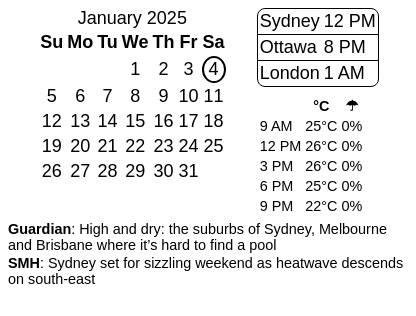 January 2025
Su Mo Tu We Th Fr Sa
1 2 3 4
5 6 7 8 9 10 11
12 13 14 15 16 17 18
19 20 21 22 23 24 25
26 27 28 29 30 31
Sydney 12 PM
Ottawa 8 PM
London 1 AM
°C ☂
9 AM 25°C 0%
12 PM 26°C 0%
3 PM 26°C 0%
6 PM 25°C 0%
9 PM 22°C 0%
Guardian: High and dry: the suburbs of Sydney, Melbourne
and Brisbane where it’s hard to find a pool
SMH: Sydney set for sizzling weekend as heatwave descends
on south-east